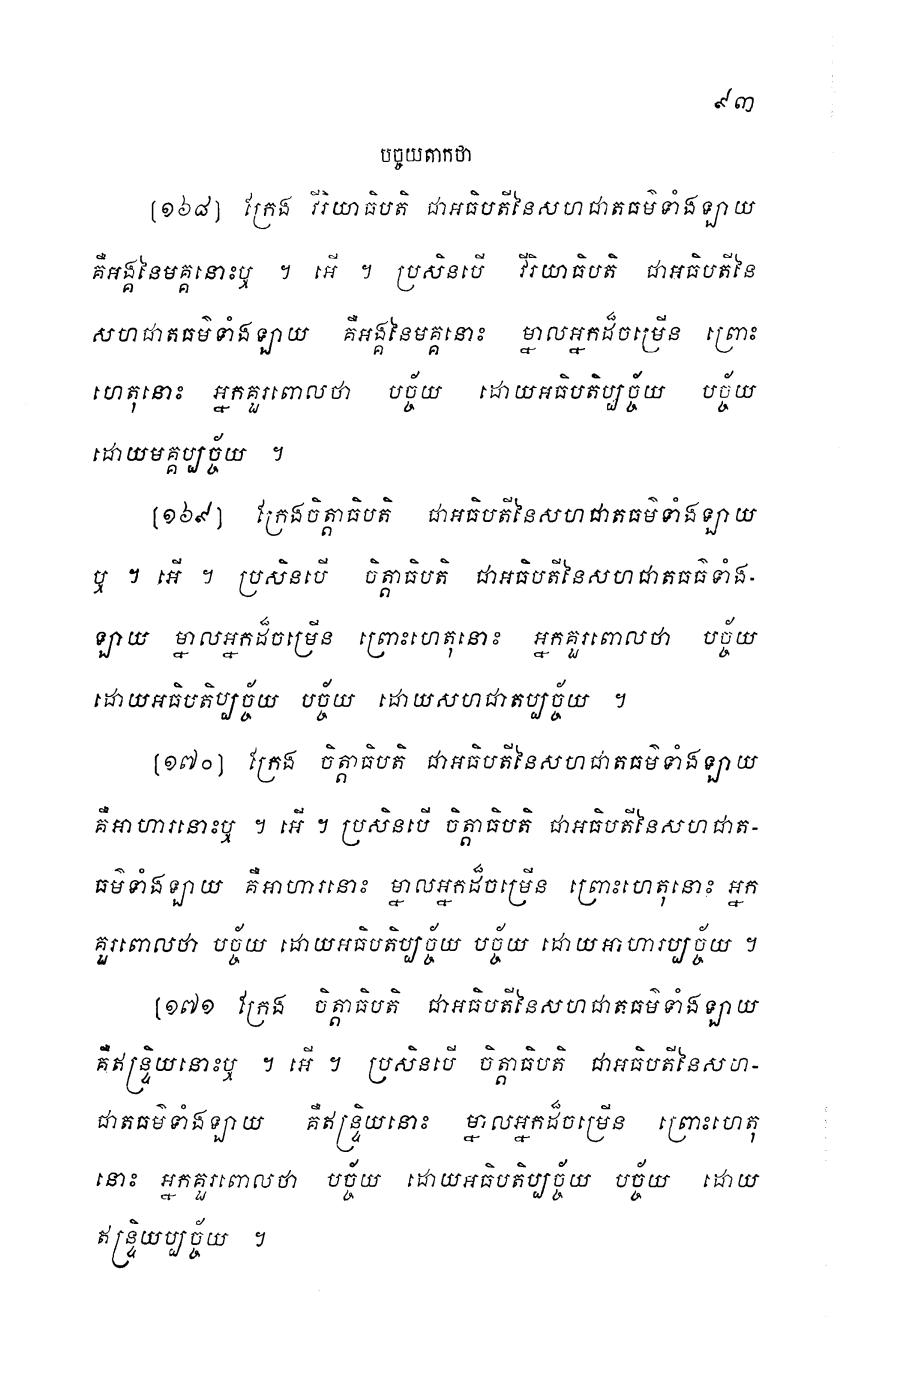 ៩៣
បច្ចយតាកថា
[១៦៨] ក្រែង វីរិយាធិបតិ ជាអធិបតីនៃសហជាតធម៌ទាំងឡាយ
គឺអង្គនៃមគ្គនោះឬ ។ អើ ។ ប្រសិនបើ វីរិយាធិបតិ ជាអធិបតីនៃ
សហជាតធម៌ទាំងឡាយ គឺអង្គនៃមគ្គនោះ ម្នាលអ្នកដ៏ចម្រើន ព្រោះ
ហេតុនោះ អ្នកគួរពោលថា បច្ច័យ ដោយអធិបតិប្បច្ច័យ បច្ច័យ
ដោយមគ្គប្បច្ច័យ ។
[១៦៩] ក្រែងចិត្តាធិបតិ ជាអធិបតីនៃសហជាតធម៌ទាំងឡាយ
ឬ ។ អើ ។ ប្រសិនបើ ចិត្តាធិបតិ ជាអធិបតីនៃសហជាតធម៌ទាំង-
ឡាយ ម្នាលអ្នកដ៏ចម្រើន ព្រោះហេតុនោះ អ្នកគួរពោលថា បច្ច័យ
ដោយអធិបតិប្បច្ច័យ បច្ច័យ ដោយសហជាតប្បច្ច័យ ។
[១៧០] ក្រែង ចិត្តាធិបតិ ជាអធិបតីនៃសហជាតធម៌ទាំងឡាយ
គឺអាហារនោះឬ ។ អើ ។ ប្រសិនបើ ចិត្តាធិបតិ ជាអធិបតីនៃសហជាត-
ធម៌ទាំងឡាយ គឺអាហារនោះ ម្នាលអ្នកដ៏ចម្រើន ព្រោះហេតុនោះ អ្នក
គួរពោលថា បច្ច័យ ដោយអធិបតិប្បច្ច័យ បច្ច័យ ដោយអាហារប្បច្ច័យ ។
[១៧១ ក្រែង ចិត្តាធិបតិ ជាអធិបតីនៃសហជាតធម៌ទាំងឡាយ
គឺឥន្ទ្រិយនោះឬ ។ អើ ។ ប្រសិនបើ ចិត្តាធិបតិ ជាអធិបតីនៃសហ-
ជាតធម៌ទាំងឡាយ គឺឥន្ទ្រិយនោះ ម្នាលអ្នកដ៏ចម្រើន ព្រោះហេតុ
នោះ អ្នកគួរពោលថា បច្ច័យ ដោយអធិបតិប្បច្ច័យ បច្ច័យ ដោយ
ឥន្ទ្រិយប្បច្ច័យ ។